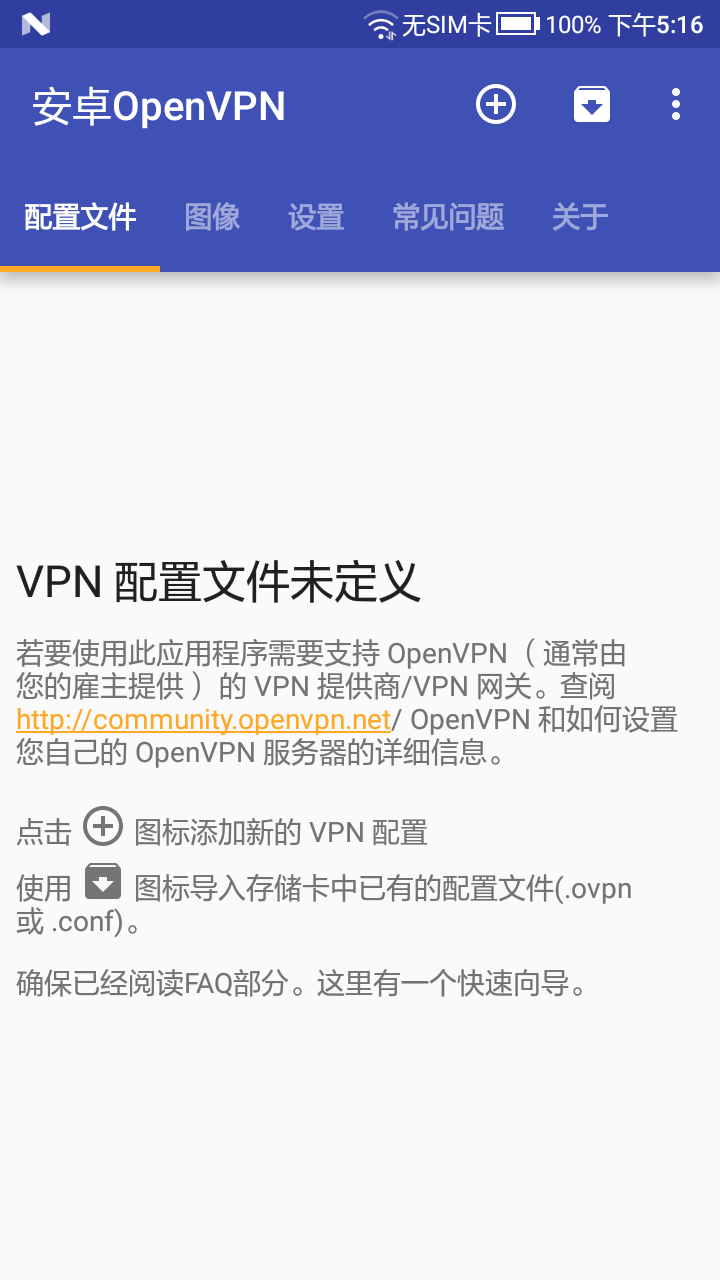 无SIM卡 100% 下午5:16
安卓OpenVPN
配置文件 图像 设置 常见问题 关于
VPN 配置文件未定义
若要使用此应用程序需要支持 OpenVPN（ 通常由
您的雇主提供 ）的 VPN 提供商/VPN 网关。查阅
http://community.openvpn.net/ OpenVPN 和如何设置
您自己的 OpenVPN 服务器的详细信息。
点击 图标添加新的 VPN 配置
使用 图标导入存储卡中已有的配置文件(.ovpn
或 .conf)。
确保已经阅读FAQ部分。这里有一个快速向导。